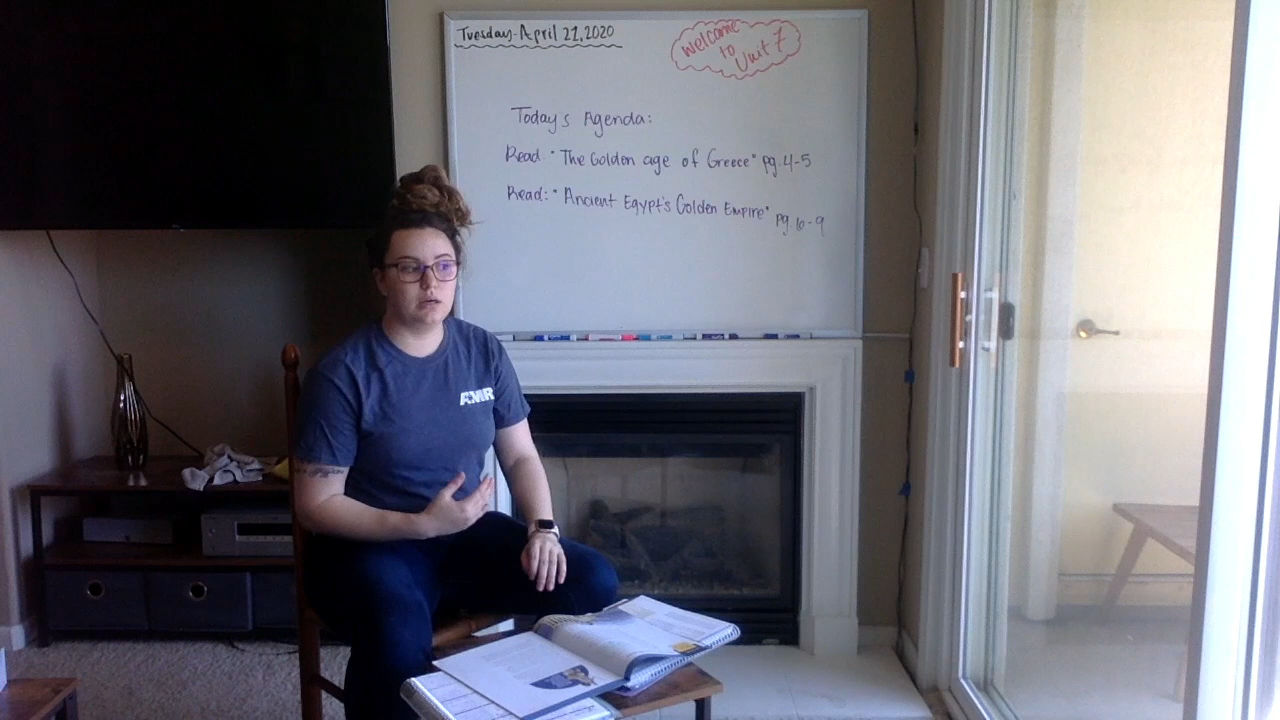 Tuesday-April 21,2020
Welcome
to
Unit 7
Today's Agenda:
Read: "The Golden age of Greece" pg.4-5
Read: "Ancient Egypt's Golden Empire" pg.6-9
AMR